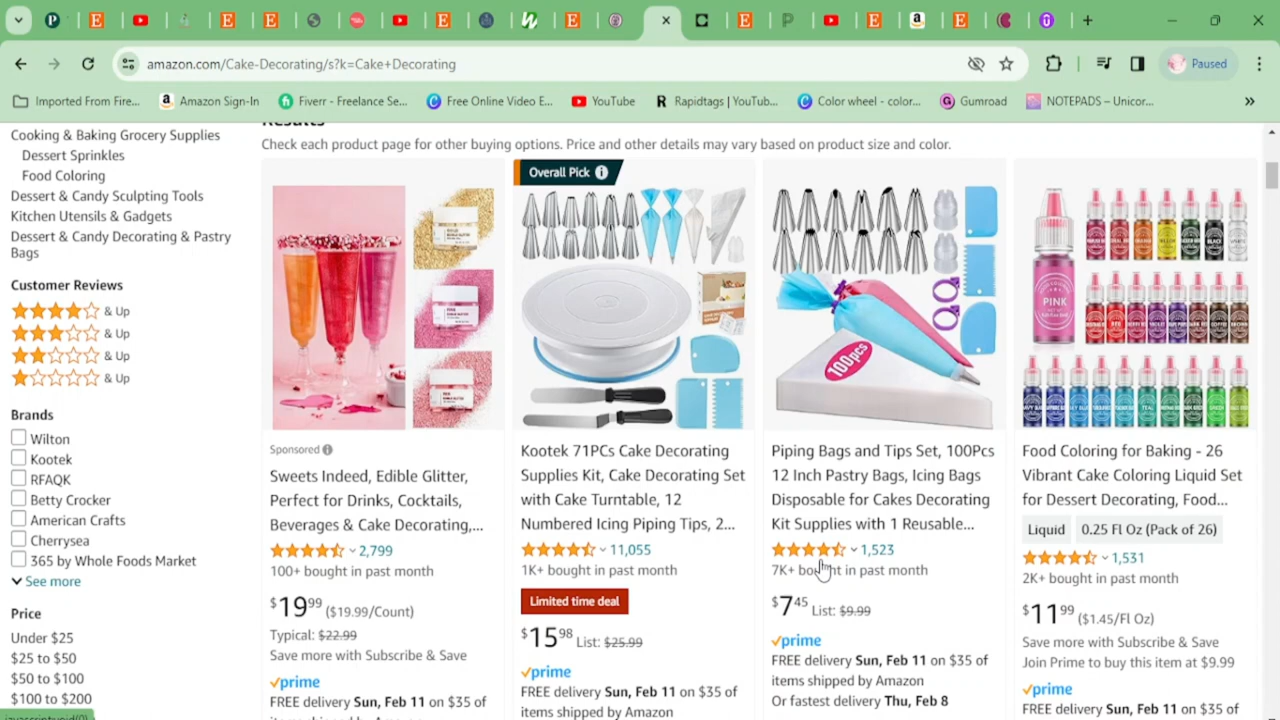 Paused
amazon.com/Cake-Decorating/s?k=Cake+Decorating
Imported From Fire...
Amazon Sign-In
Fiverr - Freelance Se...
Free Online Video E...
YouTube
Rapidtags | YouTub...
Color wheel - color...
Gumroad
NOTEPADS – Unicor...
Cooking & Baking Grocery Supplies
Dessert Sprinkles
Food Coloring
Dessert & Candy Sculpting Tools
Kitchen Utensils & Gadgets
Dessert & Candy Decorating & Pastry
Bags
Customer Reviews
& Up
& Up
& Up
& Up
Brands
Wilton
Kootek
RFAQK
Betty Crocker
American Crafts
Cherrysea
365 by Whole Foods Market
See more
Price
Under $25
$25 to $50
$50 to $100
$100 to $200
Results
Check each product page for other buying options. Price and other details may vary based on product size and color.
Sponsored
Sweets Indeed, Edible Glitter,
Perfect for Drinks, Cocktails,
Beverages & Cake Decorating,...
2,799
100+ bought in past month
$19 99 ($19.99/Count)
Typical: $22.99
Save more with Subscribe & Save
prime
FREE delivery Sun, Feb 11 on $35 of
items shipped by Amazon
Overall Pick
Kootek 71PCs Cake Decorating
Supplies Kit, Cake Decorating Set
with Cake Turntable, 12
Numbered Icing Piping Tips, 2...
11,055
1K+ bought in past month
Limited time deal
$15 98 List: $25.99
prime
FREE delivery Sun, Feb 11 on $35 of
items shipped by Amazon
100pcs
Piping Bags and Tips Set, 100Pcs
12 Inch Pastry Bags, Icing Bags
Disposable for Cakes Decorating
Kit Supplies with 1 Reusable...
1,523
7K+ bought in past month
$7 45 List: $9.99
prime
FREE delivery Sun, Feb 11 on $35 of
items shipped by Amazon
Or fastest delivery Thu, Feb 8
PINK
Food Coloring for Baking - 26
Vibrant Cake Coloring Liquid Set
for Dessert Decorating, Food...
Liquid
0.25 Fl Oz (Pack of 26)
1,531
2K+ bought in past month
$11 99 ($1.45/Fl Oz)
Save more with Subscribe & Save
Join Prime to buy this item at $9.99
prime
FREE delivery Sun, Feb 11 on $35 of